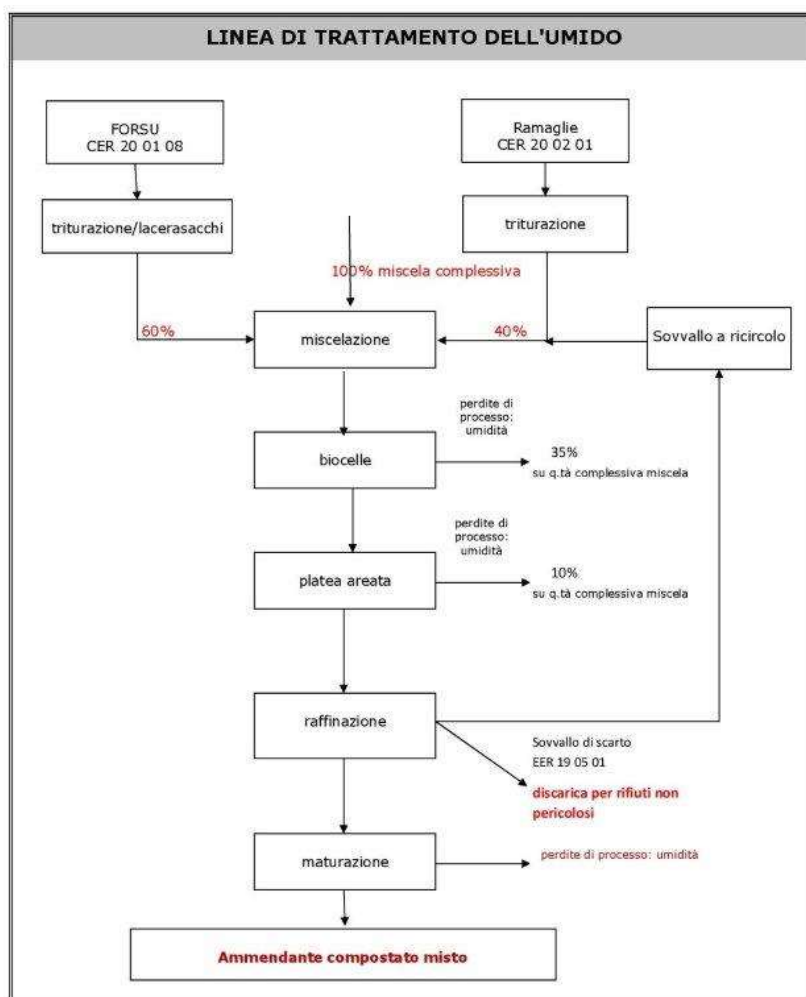 LINEA DI TRATTAMENTO DELL'UMIDO
FORSU
CER 20 01 08
Ramaglie
CER 20 02 01
triturazione/lacerasacchi
triturazione
100% miscela complessiva
60%
miscelazione
40%
Sovvallo a ricircolo
perdite di
processo:
umidità
biocelle
35%
su q.tà complessiva miscela
perdite di
processo:
umidità
platea areata
10%
su q.tà complessiva miscela
raffinazione
Sovvallo di scarto
EER 19 05 01
discarica per rifiuti non
pericolosi
maturazione
perdite di processo: umidità
Ammendante compostato misto